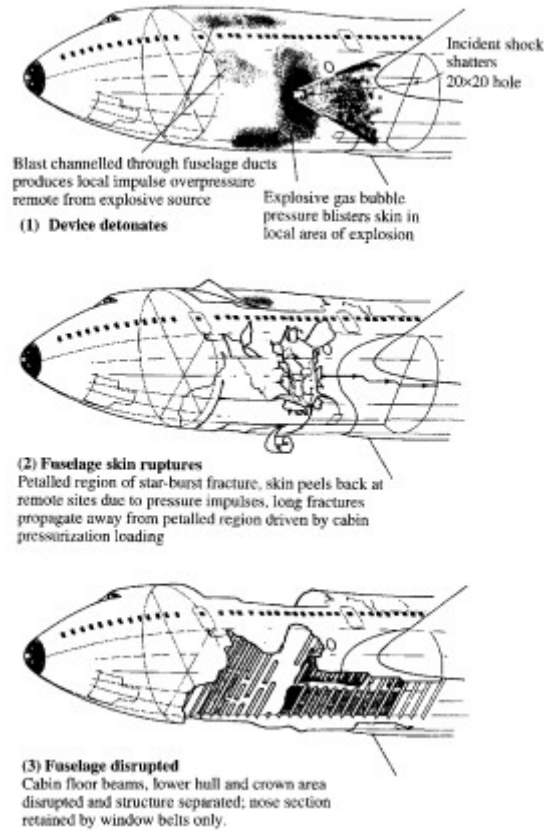 Incident shock
shatters
20×20 hole
Blast channelled through fuselage ducts
produces local impulse overpressure
remote from explosive source
Explosive gas bubble
pressure blisters skin in
local area of explosion
(1) Device detonates
(2) Fuselage skin ruptures
Petalled region of star-burst fracture, skin peels back at
remote sites due to pressure impulses, long fractures
propagate away from petalled region driven by cabin
pressurization loading
(3) Fuselage disrupted
Cabin floor beams, lower hull and crown area
disrupted and structure separated; nose section
retained by window belts only.